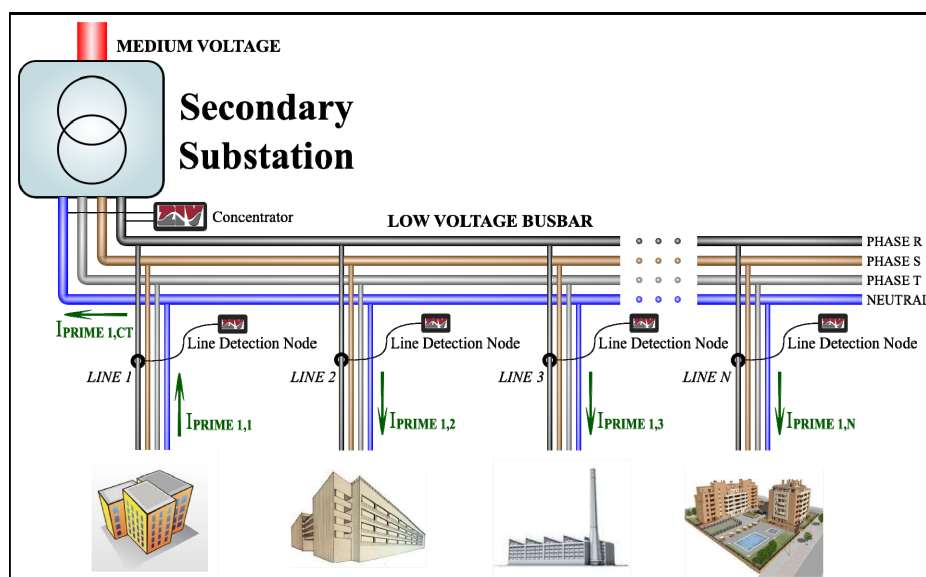 MEDIUM VOLTAGE
Secondary
Substation
Concentrator
LOW VOLTAGE BUSBAR
PHASE R
PHASE S
PHASE T
NEUTRAL
IPRIME 1,CT
Line Detection Node
Line Detection Node
Line Detection Node
Line Detection Node
LINE 1
LINE 2
LINE 3
LINE N
IPRIME 1,1
IPRIME 1,2
IPRIME 1,3
IPRIME 1,N